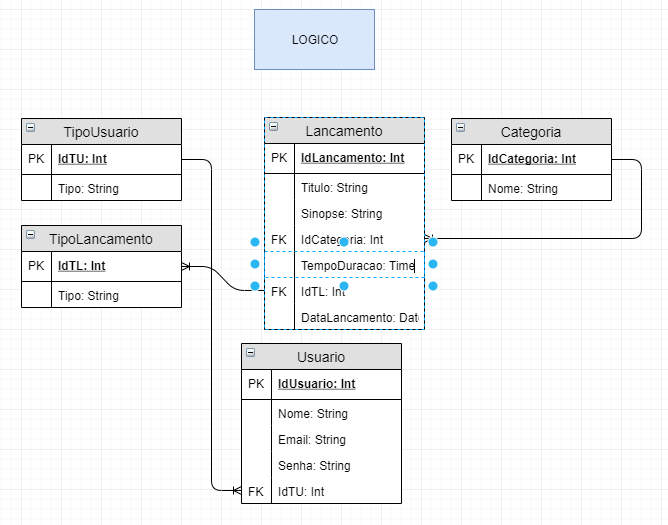 LOGICO
TipoUsuario
PK IdTU: Int
Tipo: String
TipoLancamento
PK IdTL: Int
Tipo: String
Lancamento
PK IdLancamento: Int
Titulo: String
Sinopse: String
FK IdCategoria: Int
TempoDuracao: Time
FK IdTL: Int
DataLancamento: Dat
Categoria
PK IdCategoria: Int
Nome: String
Usuario
PK IdUsuario: Int
Nome: String
Email: String
Senha: String
FK IdTU: Int